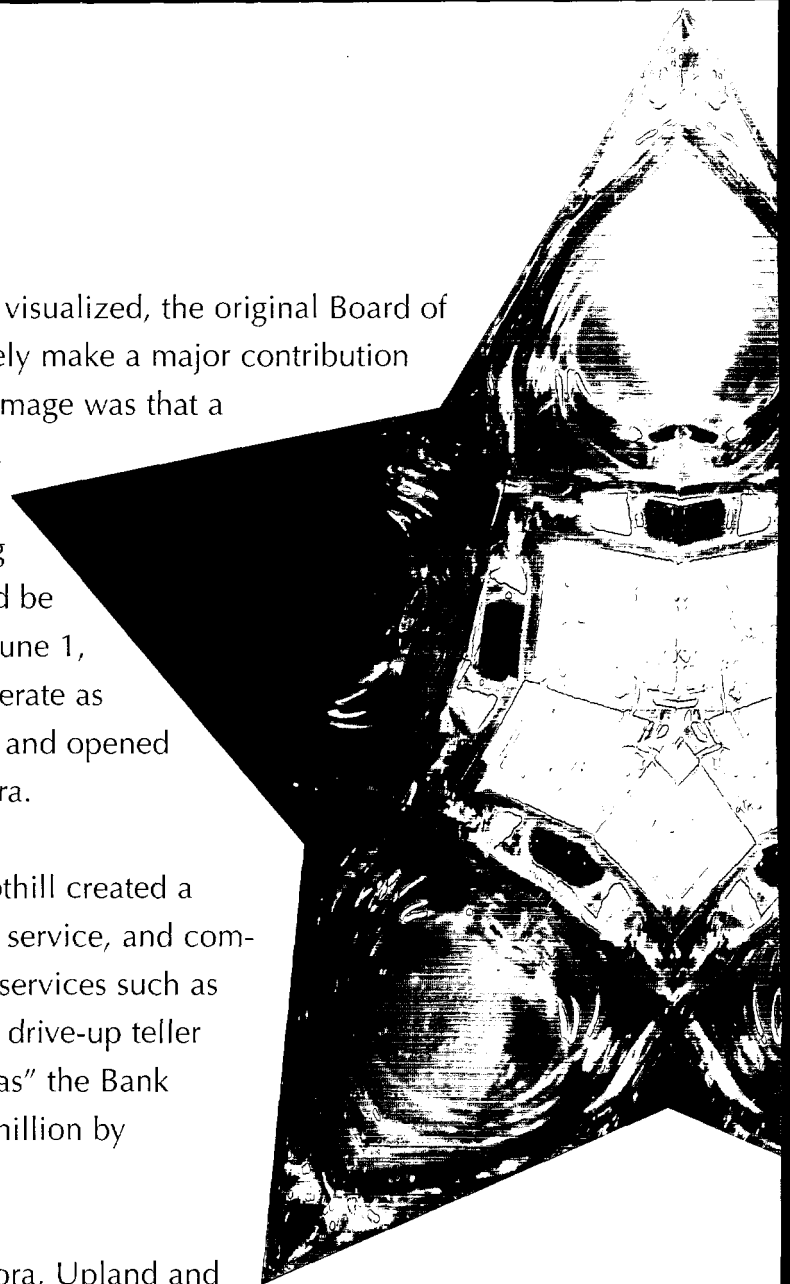 visualized, the original Board of
ely make a major contribution
mage was that a
g
d be
une 1,
erate as
and opened
ra.
othill created a
service, and com-
services such as
drive-up teller
as” the Bank
nillion by
ora, Upland and